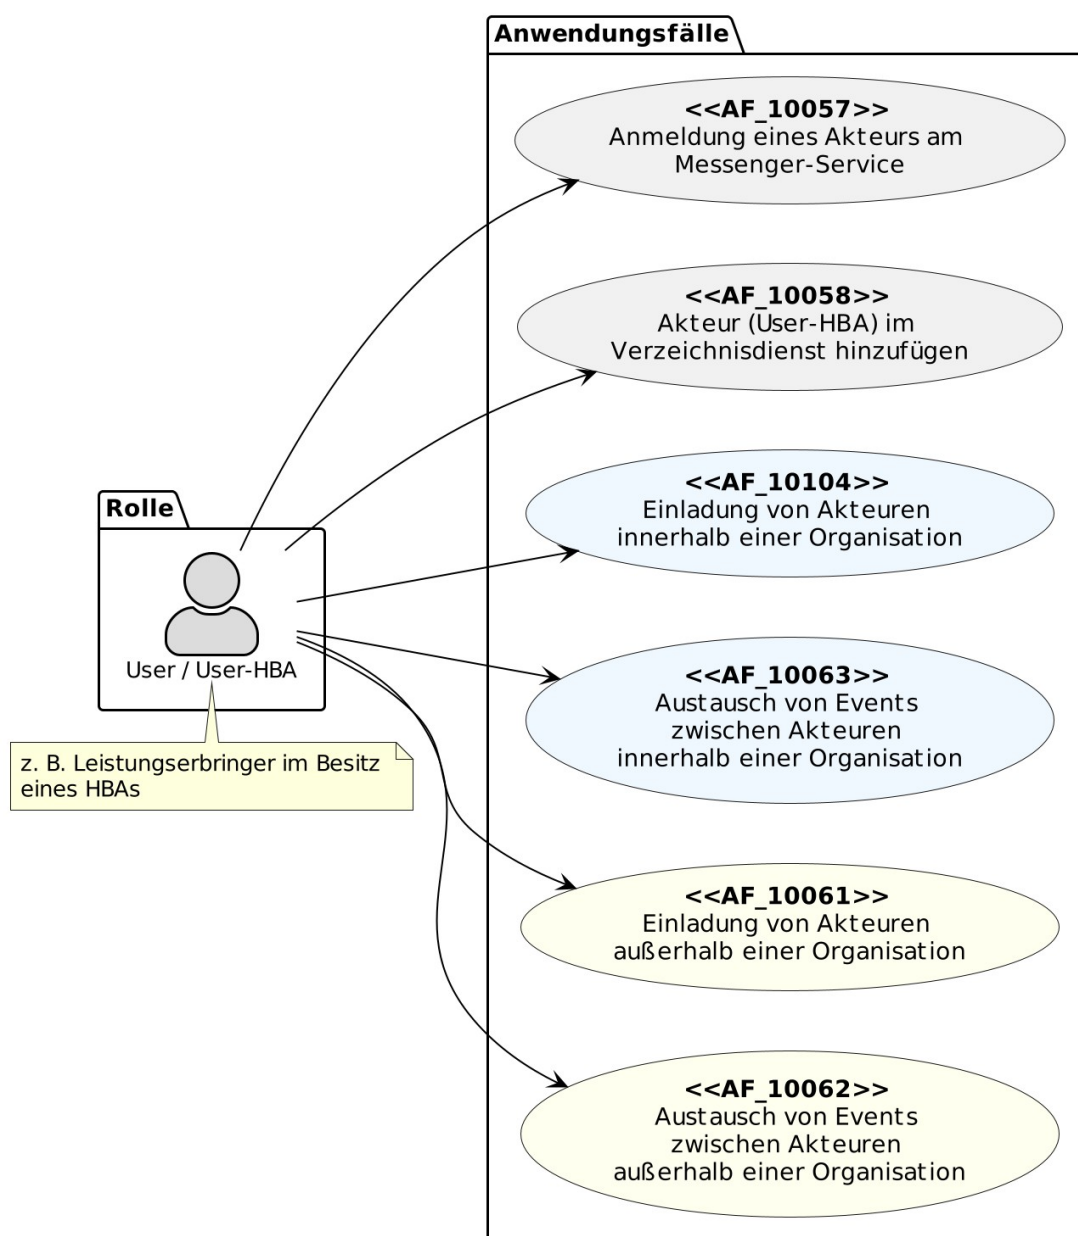 Anwendungsfälle
<<AF_10057>>
Anmeldung eines Akteurs am
Messenger-Service
<<AF_10058>>
Akteur (User-HBA) im
Verzeichnisdienst hinzufügen
<<AF_10104>>
Einladung von Akteuren
innerhalb einer Organisation
Rolle
User / User-HBA
z. B. Leistungserbringer im Besitz
eines HBAs
<<AF_10063>>
Austausch von Events
zwischen Akteuren
innerhalb einer Organisation
<<AF_10061>>
Einladung von Akteuren
außerhalb einer Organisation
<<AF_10062>>
Austausch von Events
zwischen Akteuren
außerhalb einer Organisation